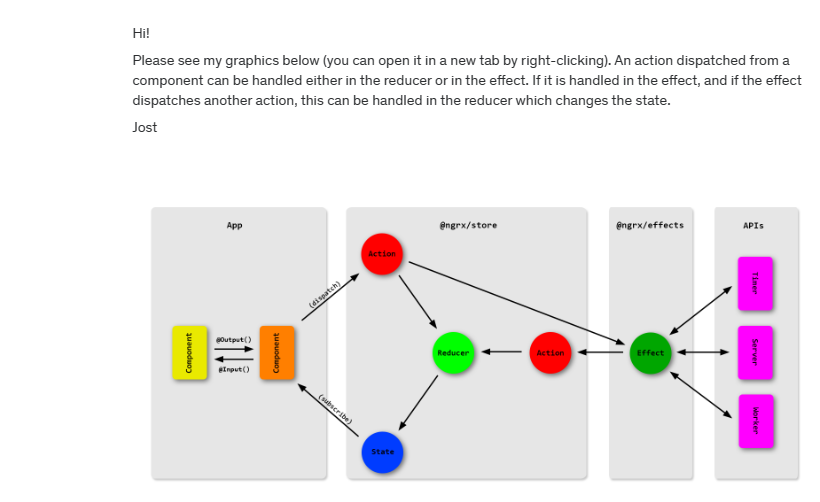 Hi!
Please see my graphics below (you can open it in a new tab by right-clicking). An action dispatched from a
component can be handled either in the reducer or in the effect. If it is handled in the effect, and if the effect
dispatches another action, this can be handled in the reducer which changes the state.
Jost
App
@ngrx/store
@ngrx/effects
APIs
Component
@Output()
@Input()
Component
(dispatch)
(subscribe)
Action
Reducer
Action
State
Effect
Timer
Server
Worker